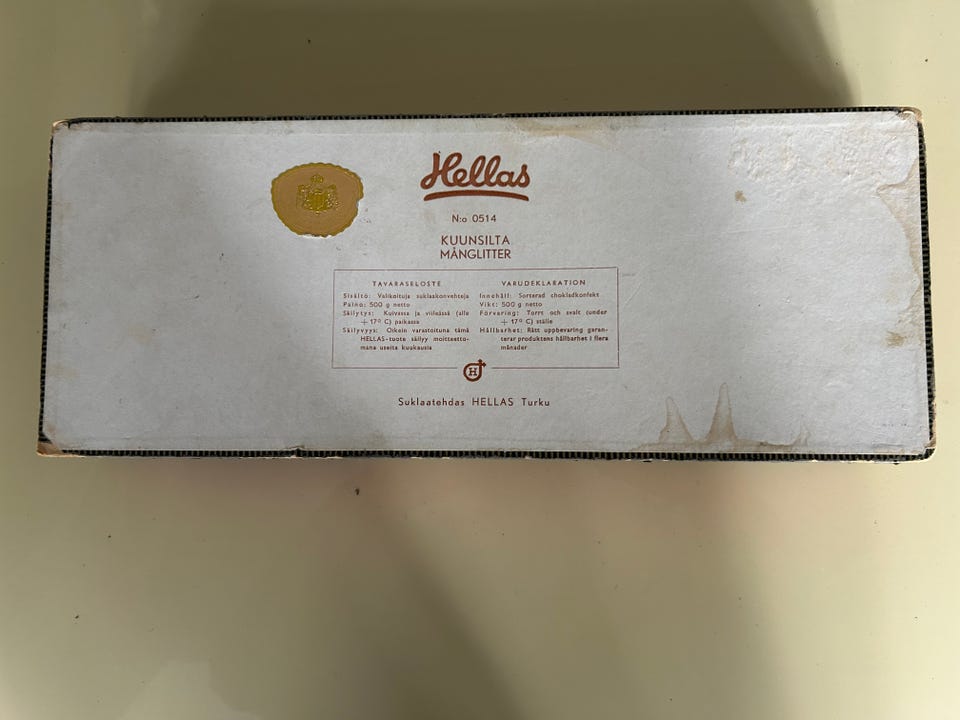 Hellas
N:o 0514
KUUNSILTA
MÅNGLITTER
TAVARASELOSTE
Sisältö: Valikoituja suklaakonvehteja
Paino: 500 g netto
Säilytys: Kuivassa ja viileässä (alle
+17° C) paikassa
Säilyvyys: Oikein varastoituna tämä
HELLAS-tuote säilyy moitteetto-
mana useita kuukausia
VARUDEKLARATION
Innehåll: Sorterad chokladkonfekt
Vikt: 500 g netto
Förvaring: Torrt och svalt (under
+17° C) ställe
Hållbarhet: Rätt uppbevaring garan-
terar produktens hållbarhet i flera
månader
H
Suklaatehdas HELLAS Turku